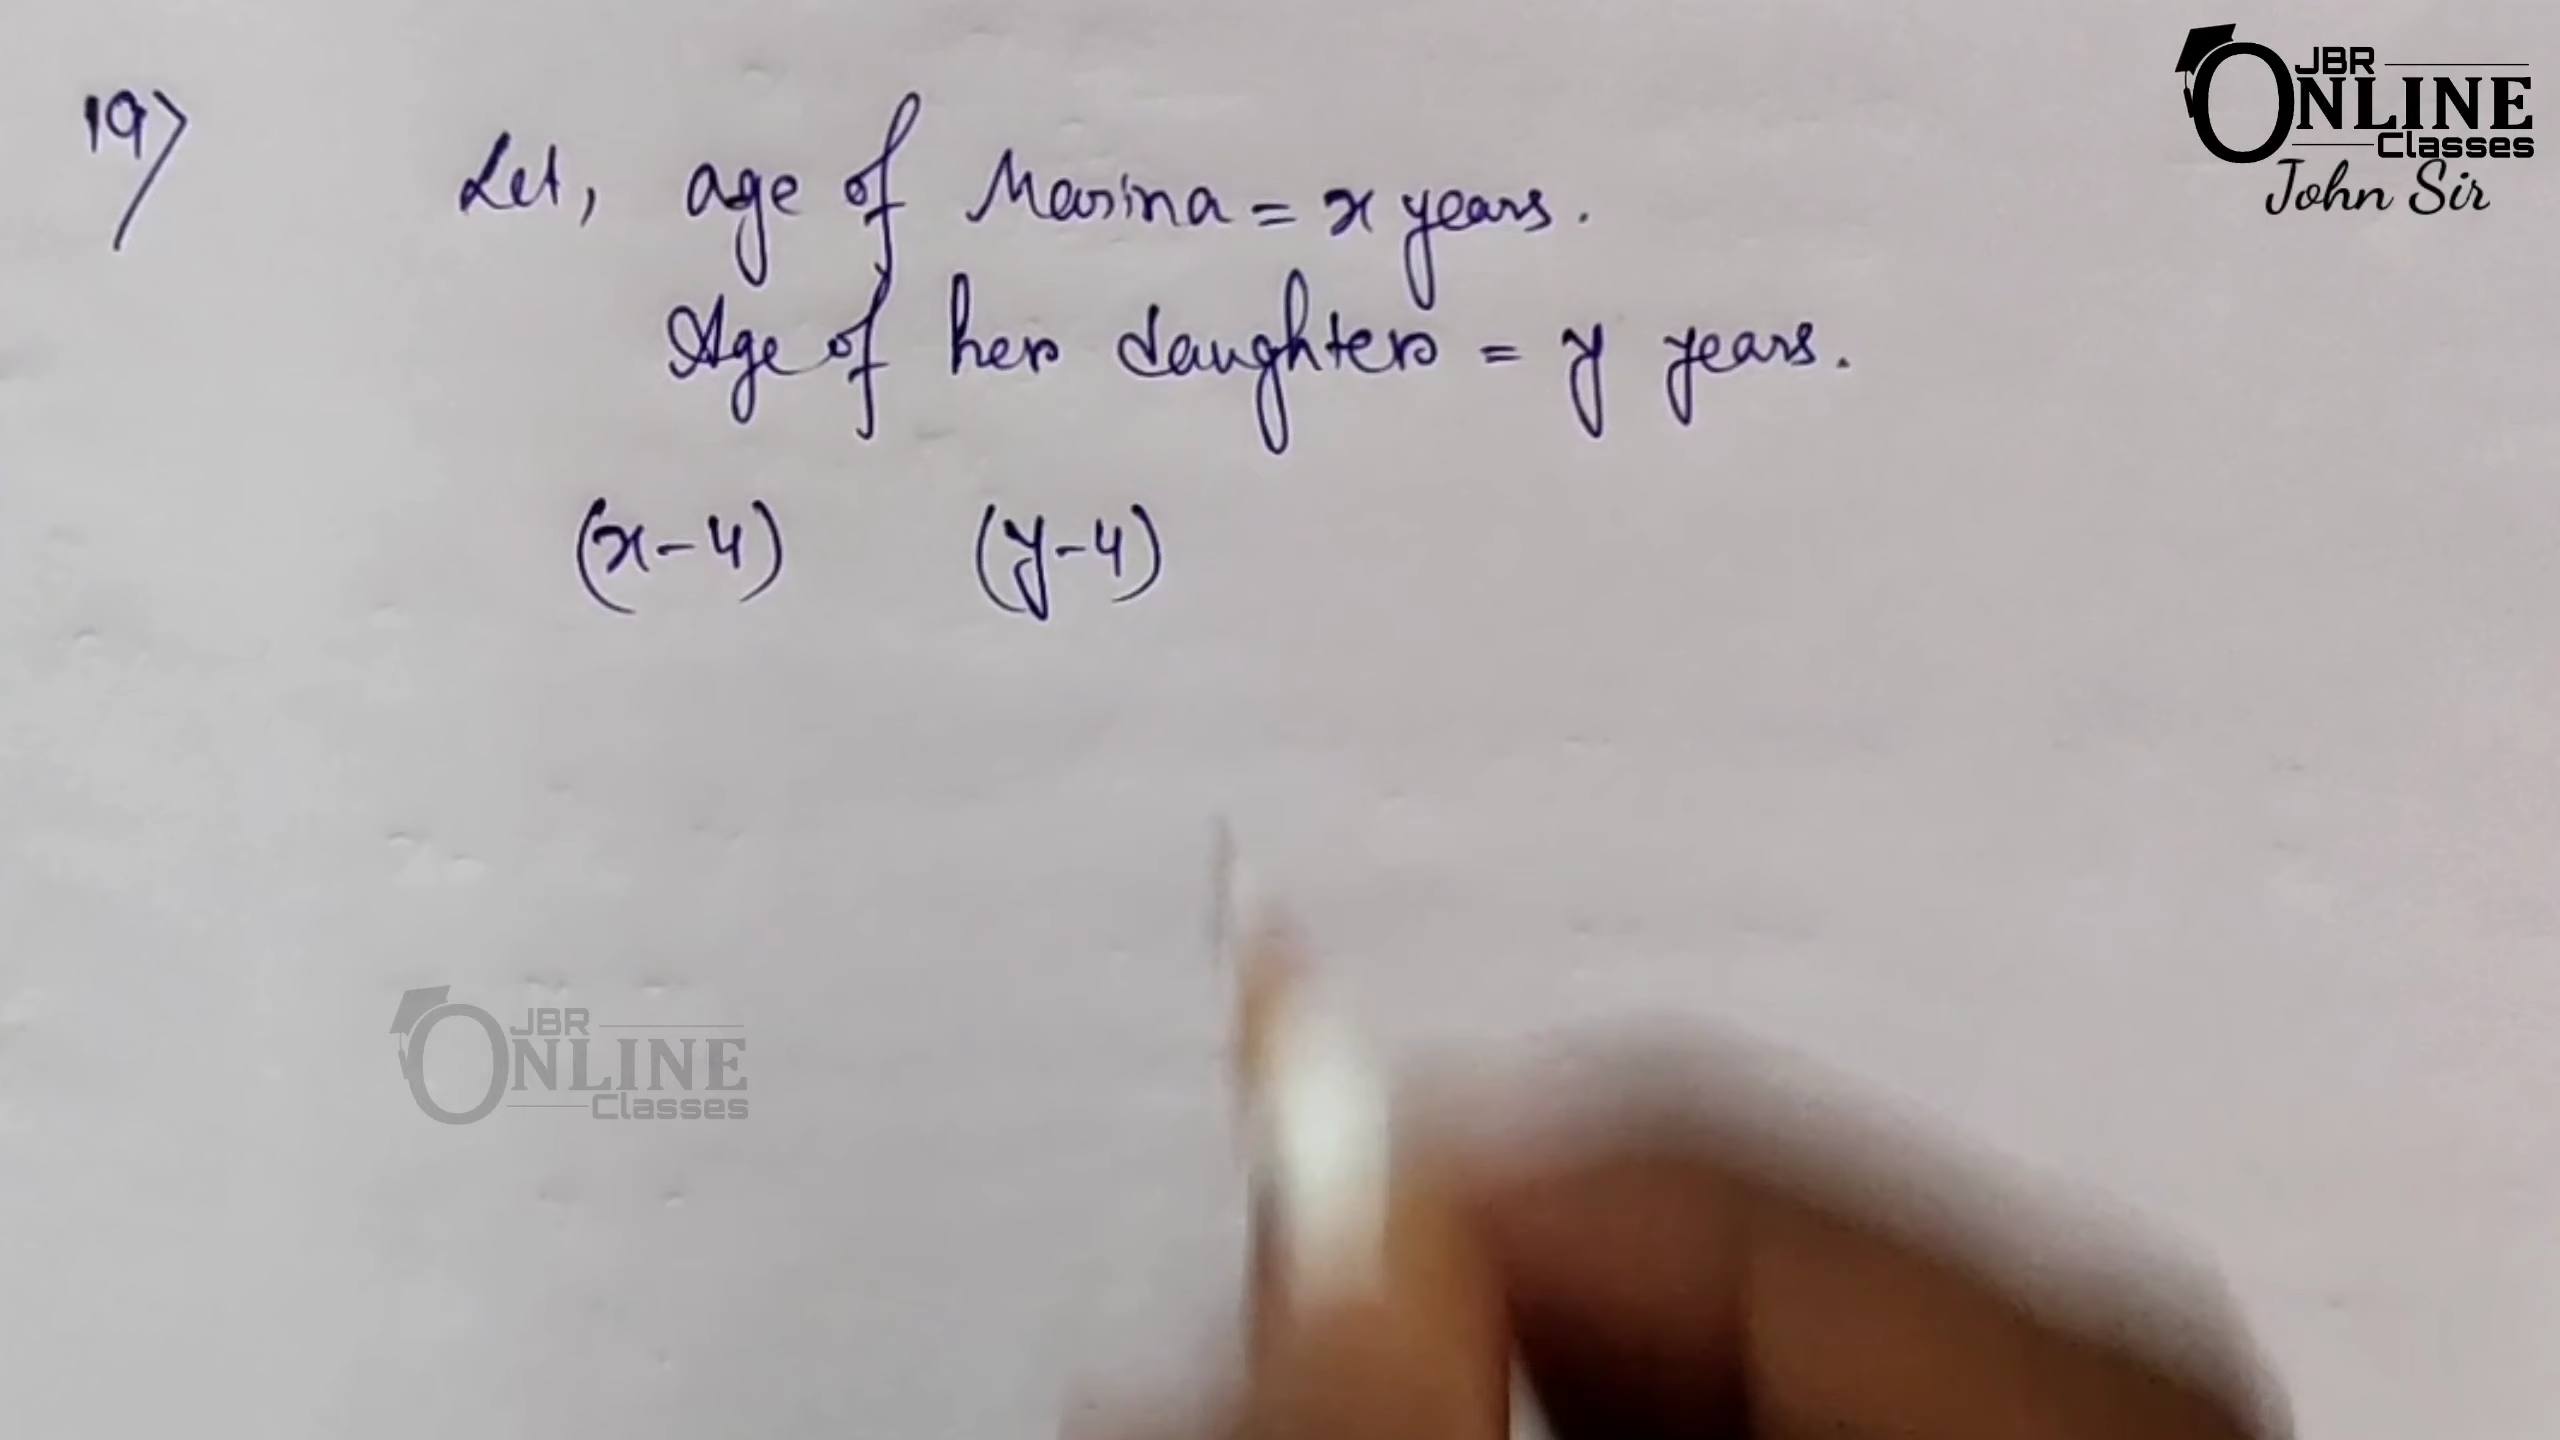 19)
Let, age of Marina = x years.
Age of her daughter = y years.
(x-4) (y-4)
JBR
ONLINE
Classes
John Sir
JBR
ONLINE
Classes